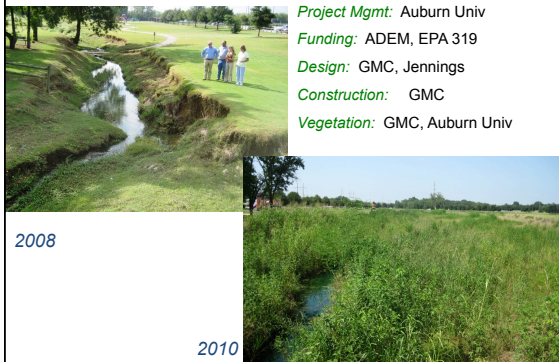 Project Mgmt: Auburn Univ
Funding: ADEM, EPA 319
Design: GMC, Jennings
Construction: GMC
Vegetation: GMC, Auburn Univ
2008
2010